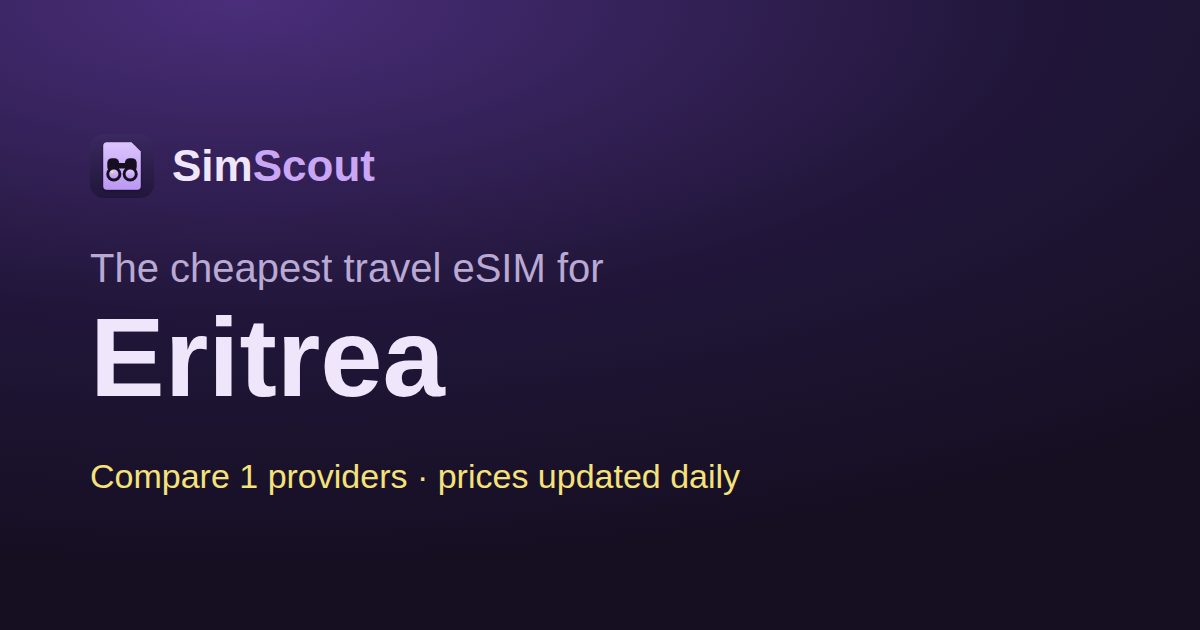 SimScout
The cheapest travel eSIM for
Eritrea
Compare 1 providers · prices updated daily